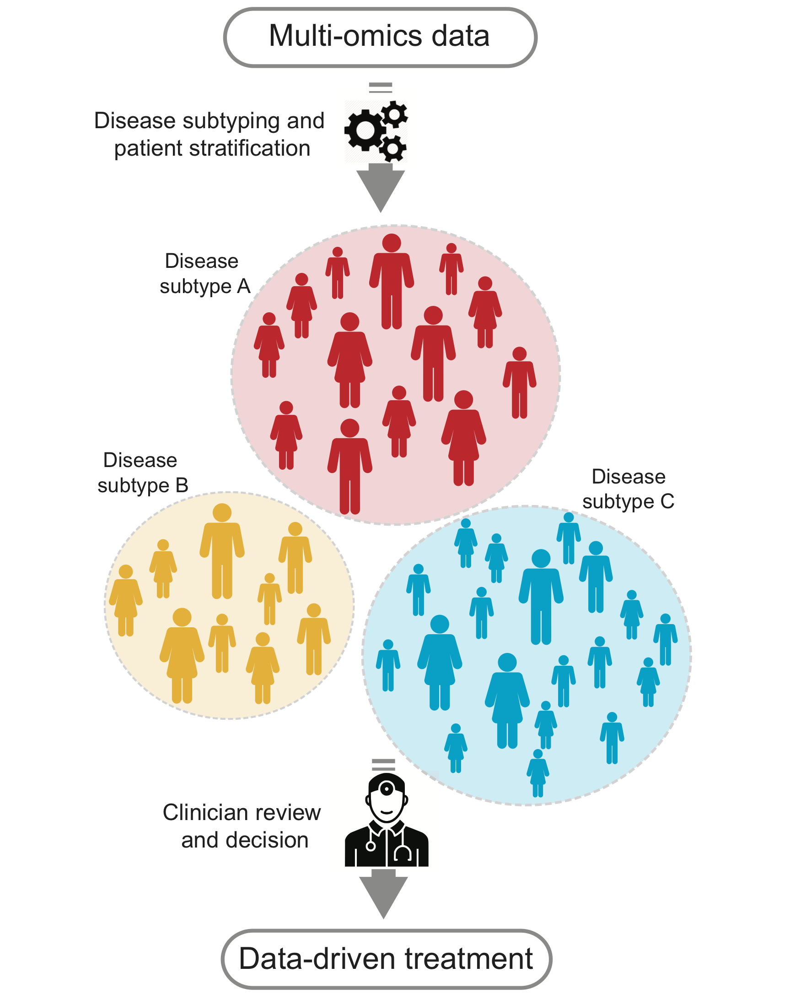 Multi-omics data
Disease subtyping and
patient stratification
Disease
subtype A
Disease
subtype B
Disease
subtype C
Clinician review
and decision
Data-driven treatment